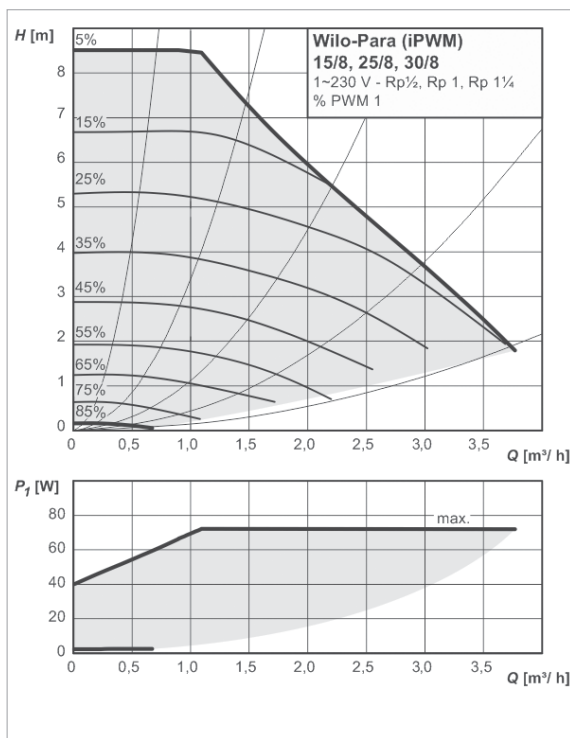 H [m]
5%
Wilo-Para (iPWM)
15/8, 25/8, 30/8
1~230 V - Rp½, Rp 1, Rp 1¼
% PWM 1
8
7
15%
6
25%
5
35%
4
45%
3
55%
2
65%
1
75%
85%
0
0 0,5 1,0 1,5 2,0 2,5 3,0 3,5
Q [m³/ h]
P1 [W]
80
max.
60
40
20
0
0 0,5 1,0 1,5 2,0 2,5 3,0 3,5
Q [m³/ h]